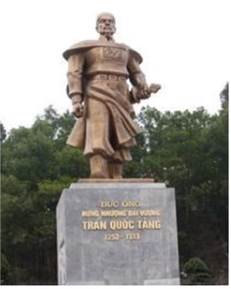 ĐỨC ÔNG
HƯNG NHƯỢNG ĐẠI VƯƠNG
TRẦN QUỐC TẢNG
1252 - 1313